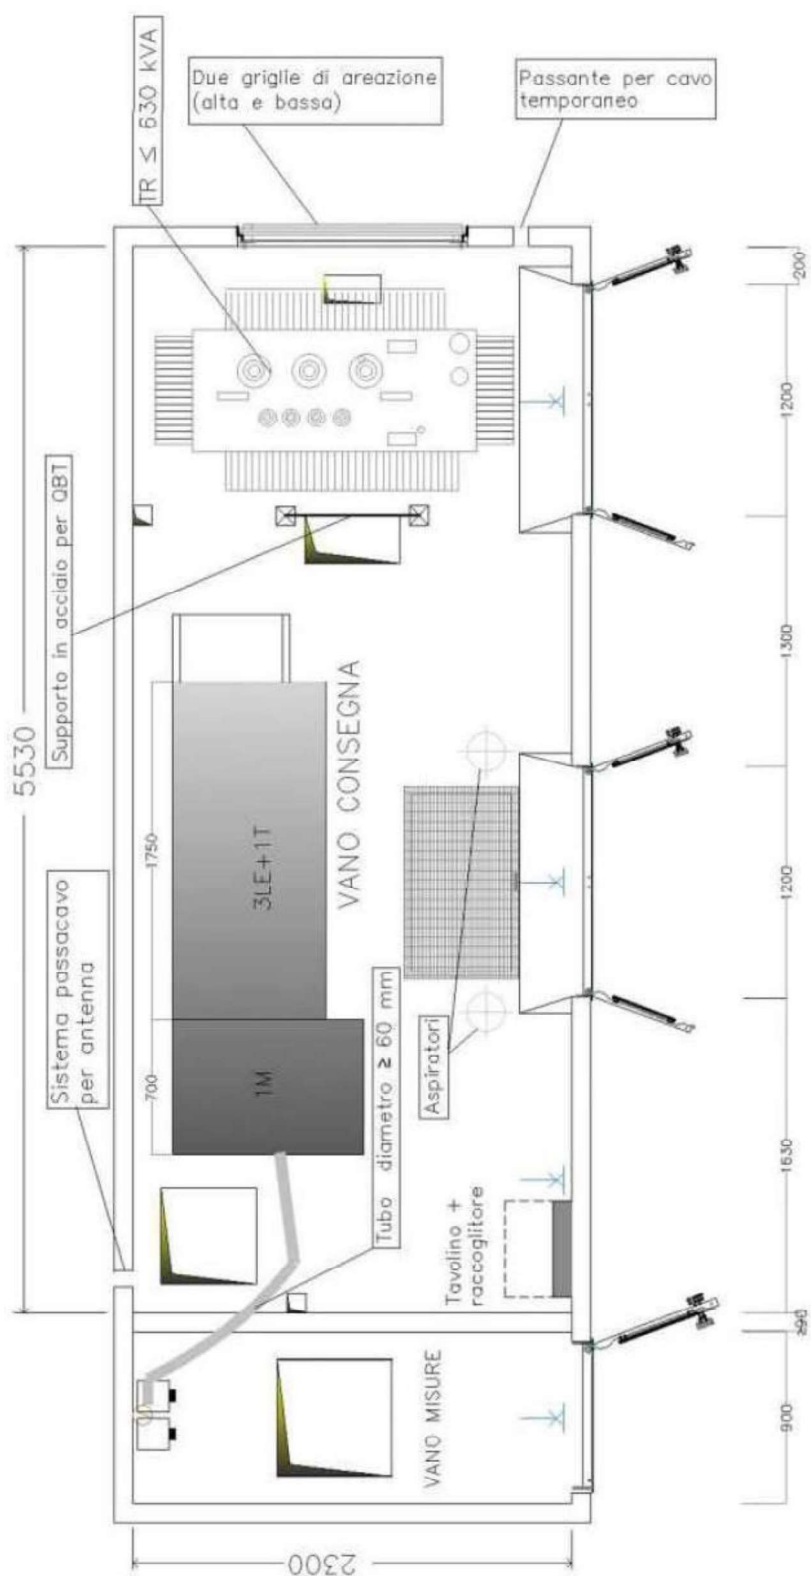 TR ≤ 630 kVA
Due griglie di areazione
(alta e bassa)
Passante per cavo
temporaneo
Supporto in acciaio per QBT
5530
Sistema passacavo
per antenna
1750
700
3LE+1T
1M
VANO CONSEGNA
Tubo diametro ≥ 60 mm
Aspiratori
Tavolino +
raccoglitore
VANO MISURE
2300
200
1200
1300
1200
1630
≥90
900